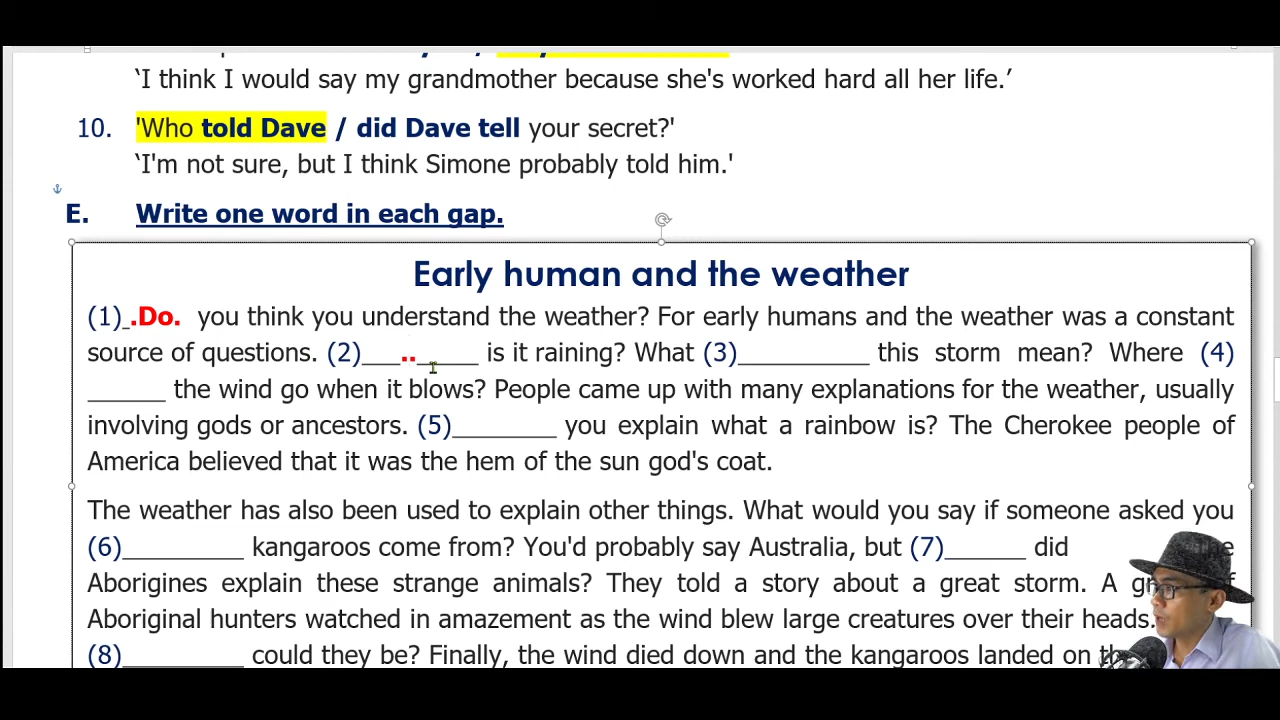 ‘I think I would say my grandmother because she's worked hard all her life.’
10. 'Who told Dave / did Dave tell your secret?'
‘I'm not sure, but I think Simone probably told him.'
E. Write one word in each gap.
Early human and the weather
(1)_.Do. you think you understand the weather? For early humans and the weather was a constant
source of questions. (2)___.._____ is it raining? What (3)__________ this storm mean? Where (4)
______ the wind go when it blows? People came up with many explanations for the weather, usually
involving gods or ancestors. (5)________ you explain what a rainbow is? The Cherokee people of
America believed that it was the hem of the sun god's coat.
The weather has also been used to explain other things. What would you say if someone asked you
(6)_________ kangaroos come from? You'd probably say Australia, but (7)______ did
Aborigines explain these strange animals? They told a story about a great storm. A
Aboriginal hunters watched in amazement as the wind blew large creatures over their heads.
(8)_________ could they be? Finally, the wind died down and the kangaroos landed on